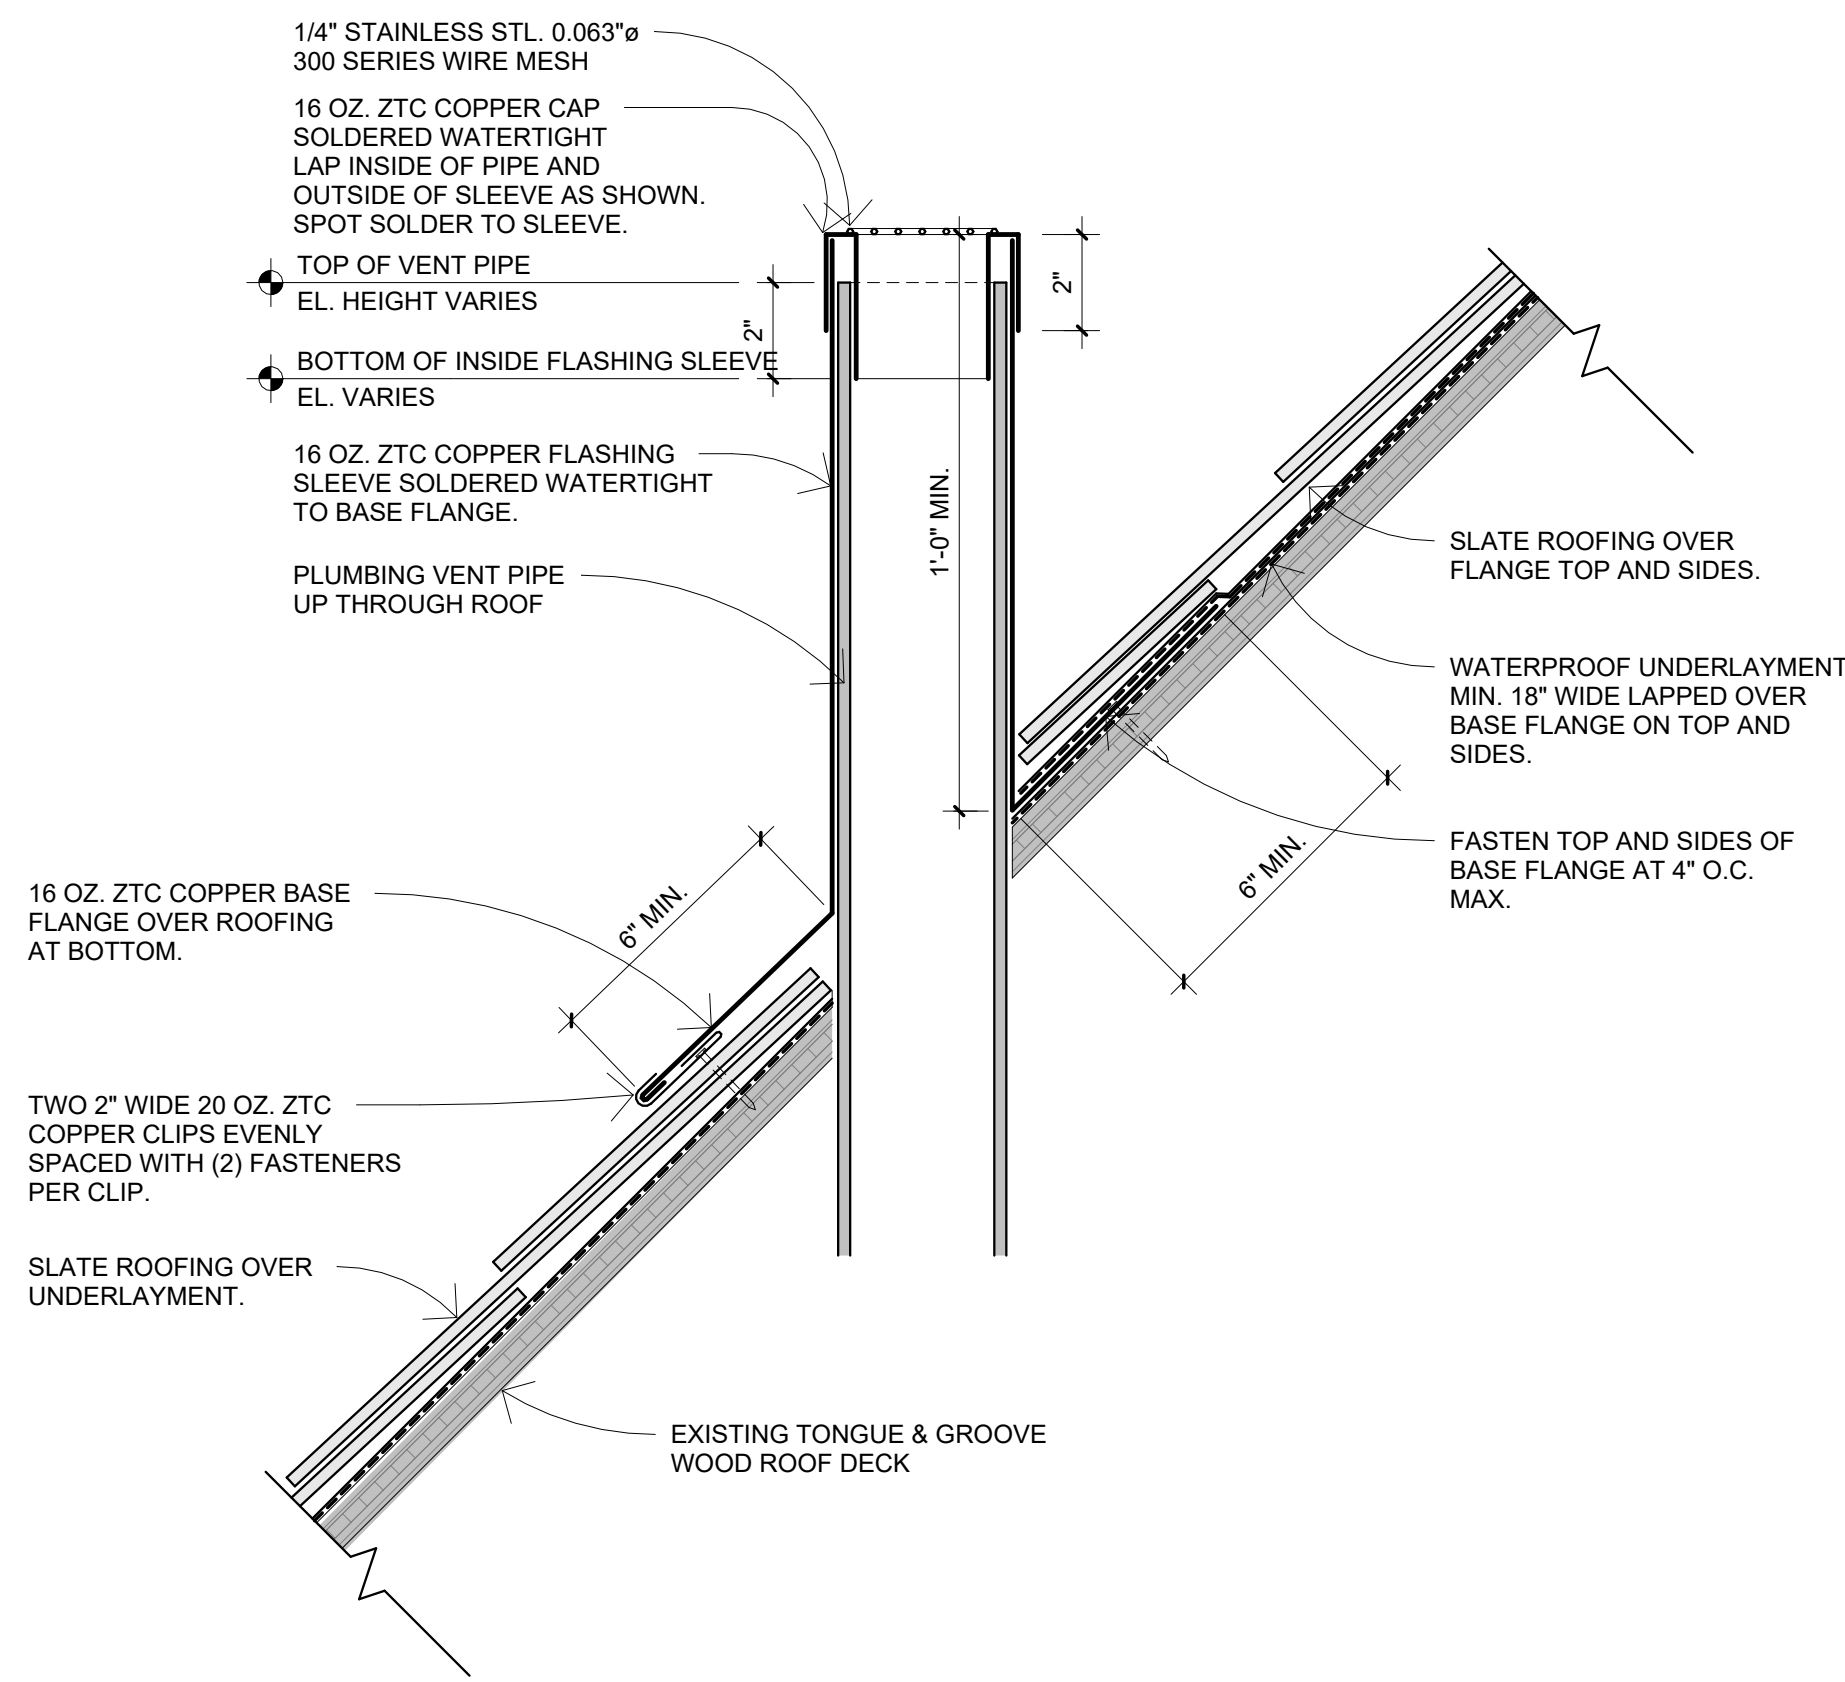 1/4" STAINLESS STL. 0.063"ø
300 SERIES WIRE MESH
16 OZ. ZTC COPPER CAP
SOLDERED WATERTIGHT
LAP INSIDE OF PIPE AND
OUTSIDE OF SLEEVE AS SHOWN.
SPOT SOLDER TO SLEEVE.
TOP OF VENT PIPE
EL. HEIGHT VARIES
2"
2"
BOTTOM OF INSIDE FLASHING SLEEVE
EL. VARIES
16 OZ. ZTC COPPER FLASHING
SLEEVE SOLDERED WATERTIGHT
TO BASE FLANGE.
1'-0" MIN.
PLUMBING VENT PIPE
UP THROUGH ROOF
SLATE ROOFING OVER
FLANGE TOP AND SIDES.
WATERPROOF UNDERLAYMENT
MIN. 18" WIDE LAPPED OVER
BASE FLANGE ON TOP AND
SIDES.
FASTEN TOP AND SIDES OF
BASE FLANGE AT 4" O.C.
MAX.
6" MIN.
6" MIN.
16 OZ. ZTC COPPER BASE
FLANGE OVER ROOFING
AT BOTTOM.
TWO 2" WIDE 20 OZ. ZTC
COPPER CLIPS EVENLY
SPACED WITH (2) FASTENERS
PER CLIP.
SLATE ROOFING OVER
UNDERLAYMENT.
EXISTING TONGUE & GROOVE
WOOD ROOF DECK